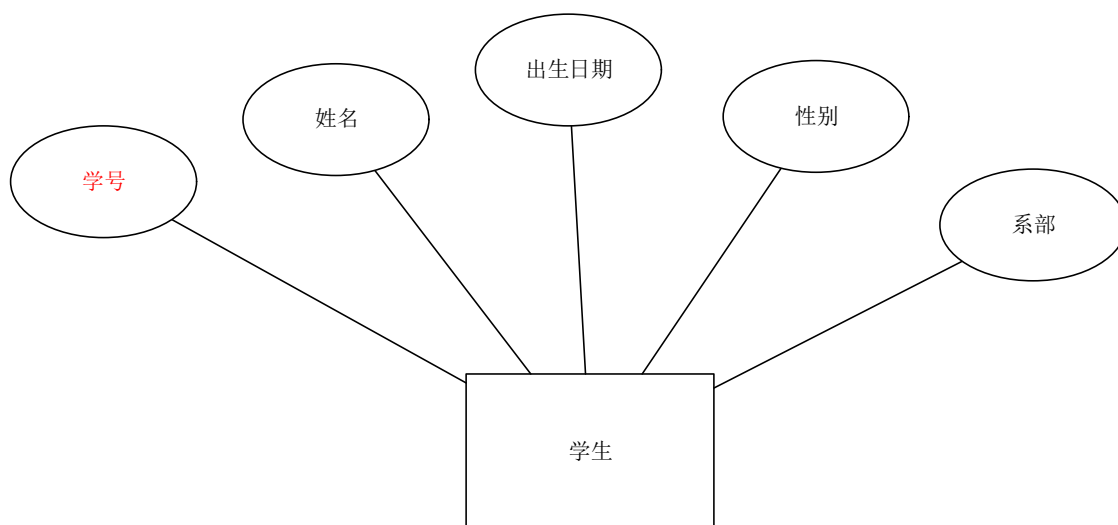 学号
姓名
出生日期
性别
系部
学生